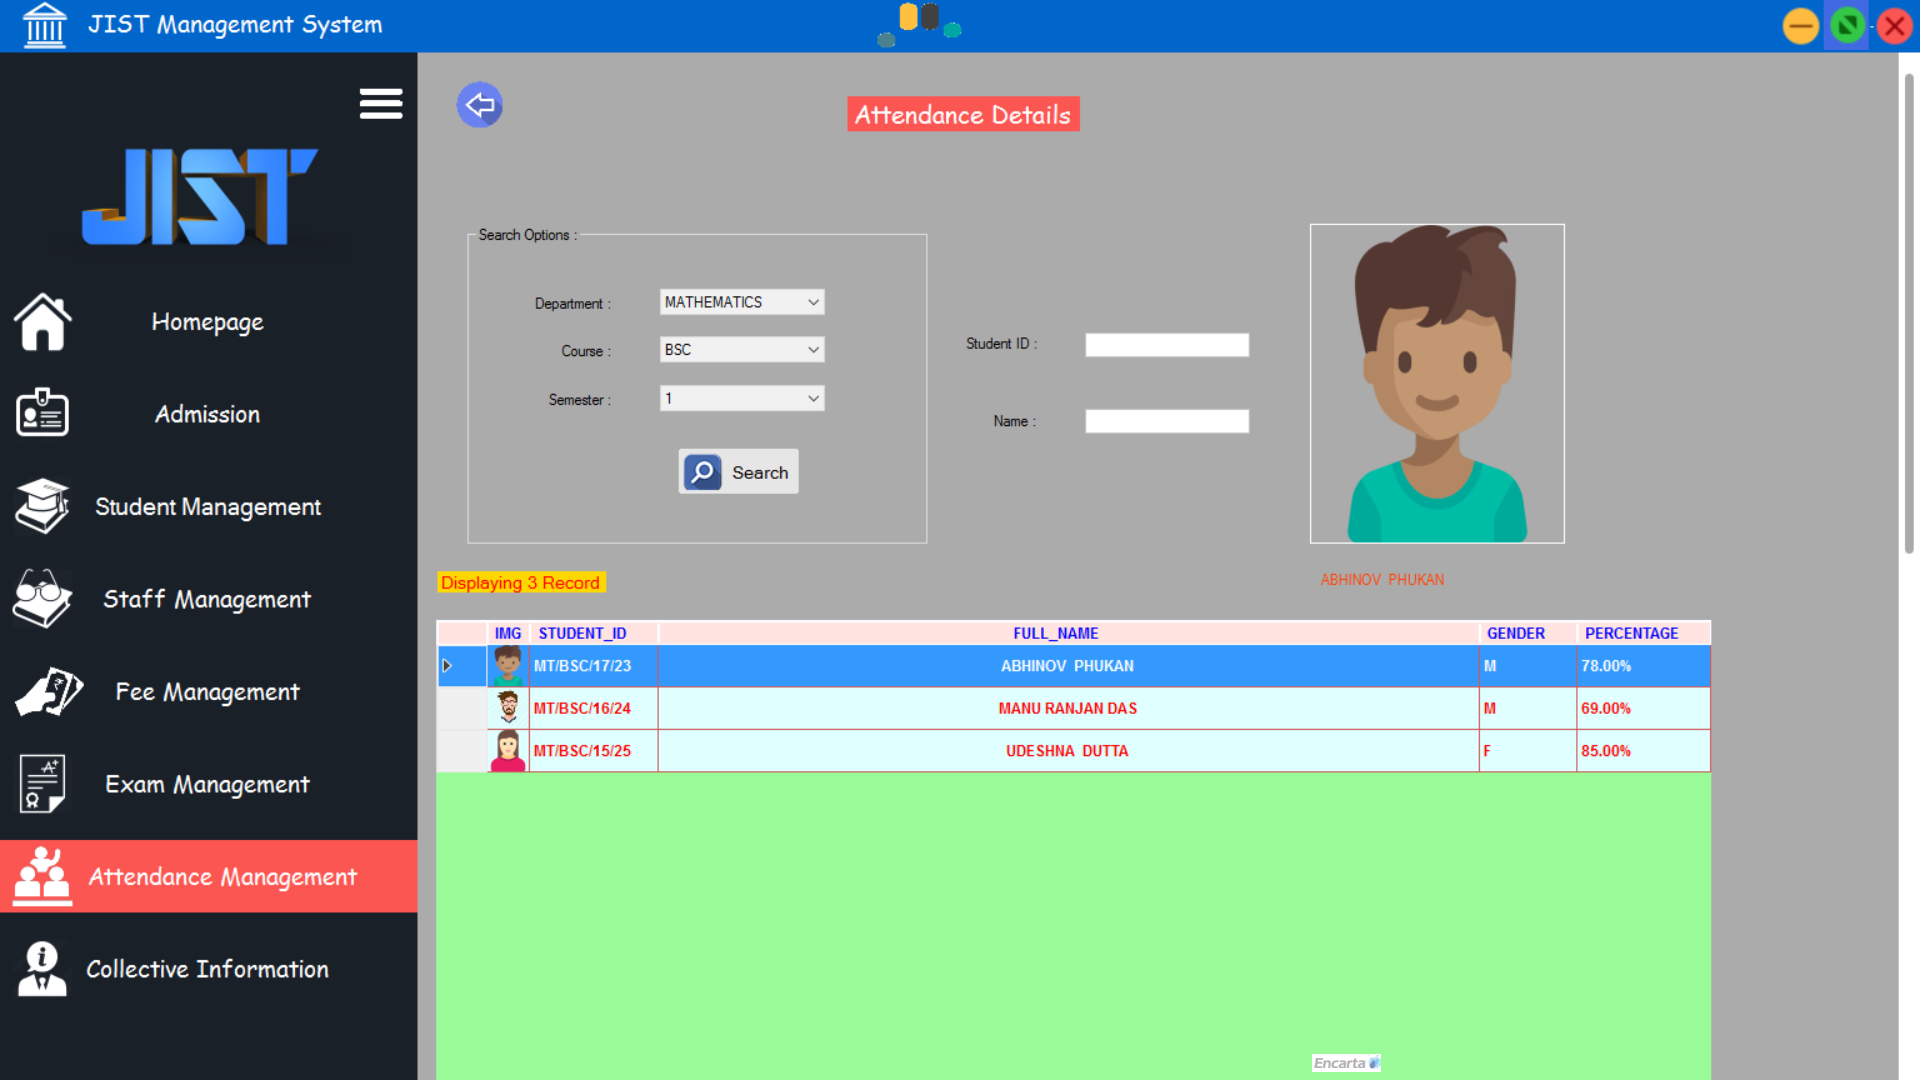 JIST Management System
JIST
Homepage
Admission
Student Management
Staff Management
Fee Management
Exam Management
Attendance Management
Collective Information
Attendance Details
Search Options :
Department : MATHEMATICS
Course : BSC
Semester : 1
Search
Student ID :
Name :
ABHINOV PHUKAN
Displaying 3 Record
IMG STUDENT_ID FULL_NAME GENDER PERCENTAGE
MT/BSC/17/23 ABHINOV PHUKAN M 78.00%
MT/BSC/16/24 MANU RANJAN DAS M 69.00%
MT/BSC/15/25 UDESHNA DUTTA F 85.00%
Encarta